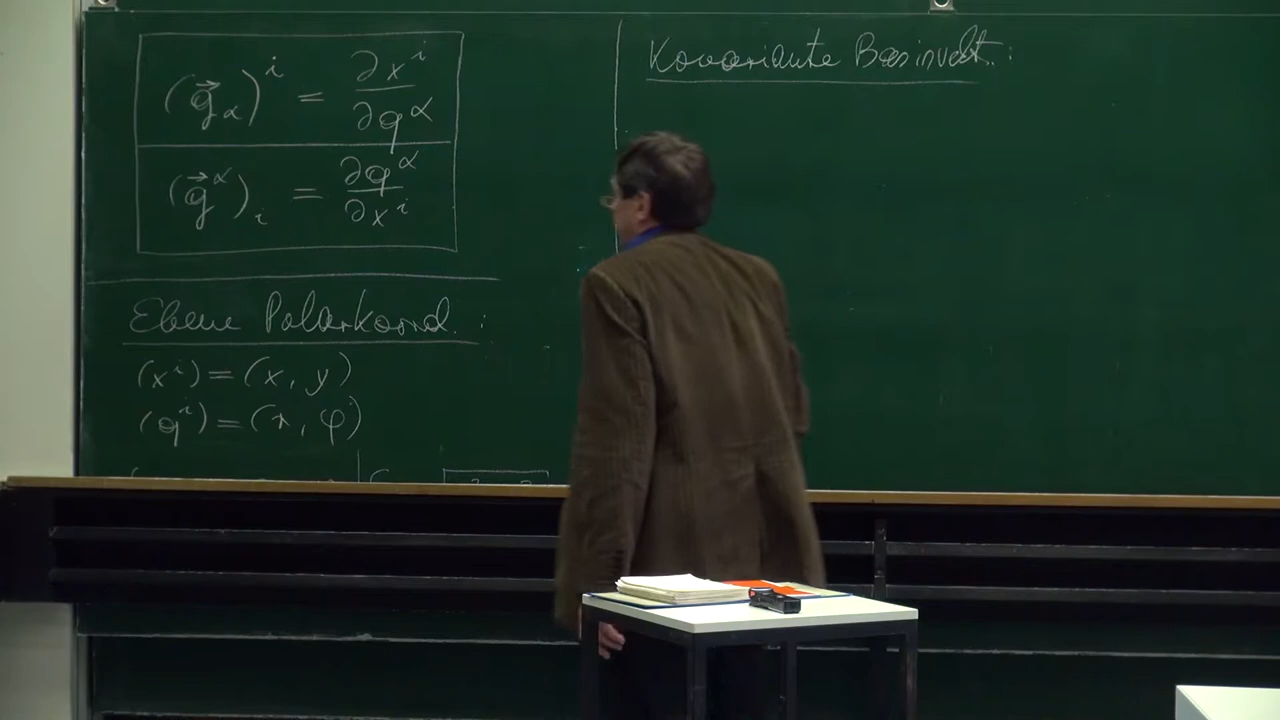 (g⃗_α)^i = ∂x^i / ∂q^α
(g⃗^α)_i = ∂q^α / ∂x^i
Ebene Polarkoord. :
(x^i) = (x, y)
(q^i) = (r, φ)
Kovariante Basisvekt. :